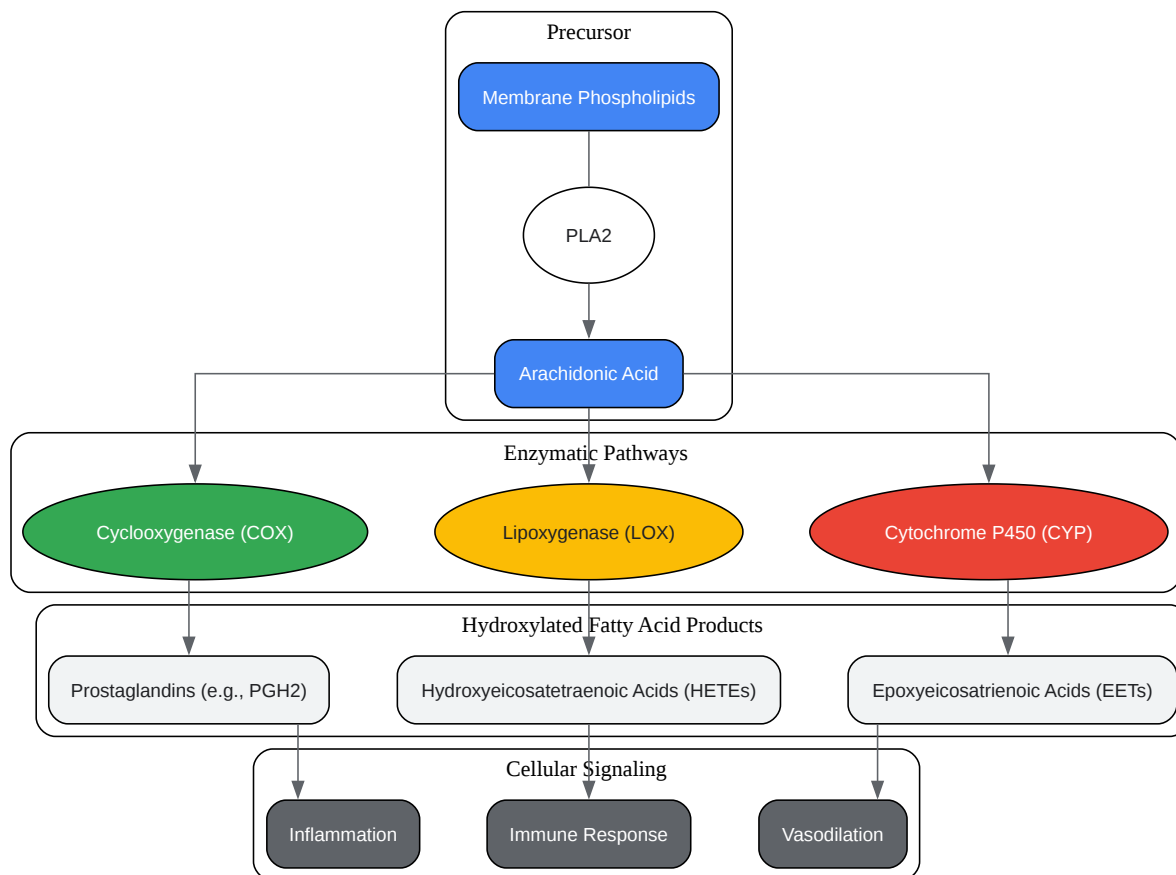 Precursor
Membrane Phospholipids
PLA2
Arachidonic Acid
Enzymatic Pathways
Cyclooxygenase (COX)
Lipoxygenase (LOX)
Cytochrome P450 (CYP)
Hydroxylated Fatty Acid Products
Prostaglandins (e.g., PGH2)
Hydroxyeicosatetraenoic Acids (HETEs)
Epoxyeicosatrienoic Acids (EETs)
Cellular Signaling
Inflammation
Immune Response
Vasodilation